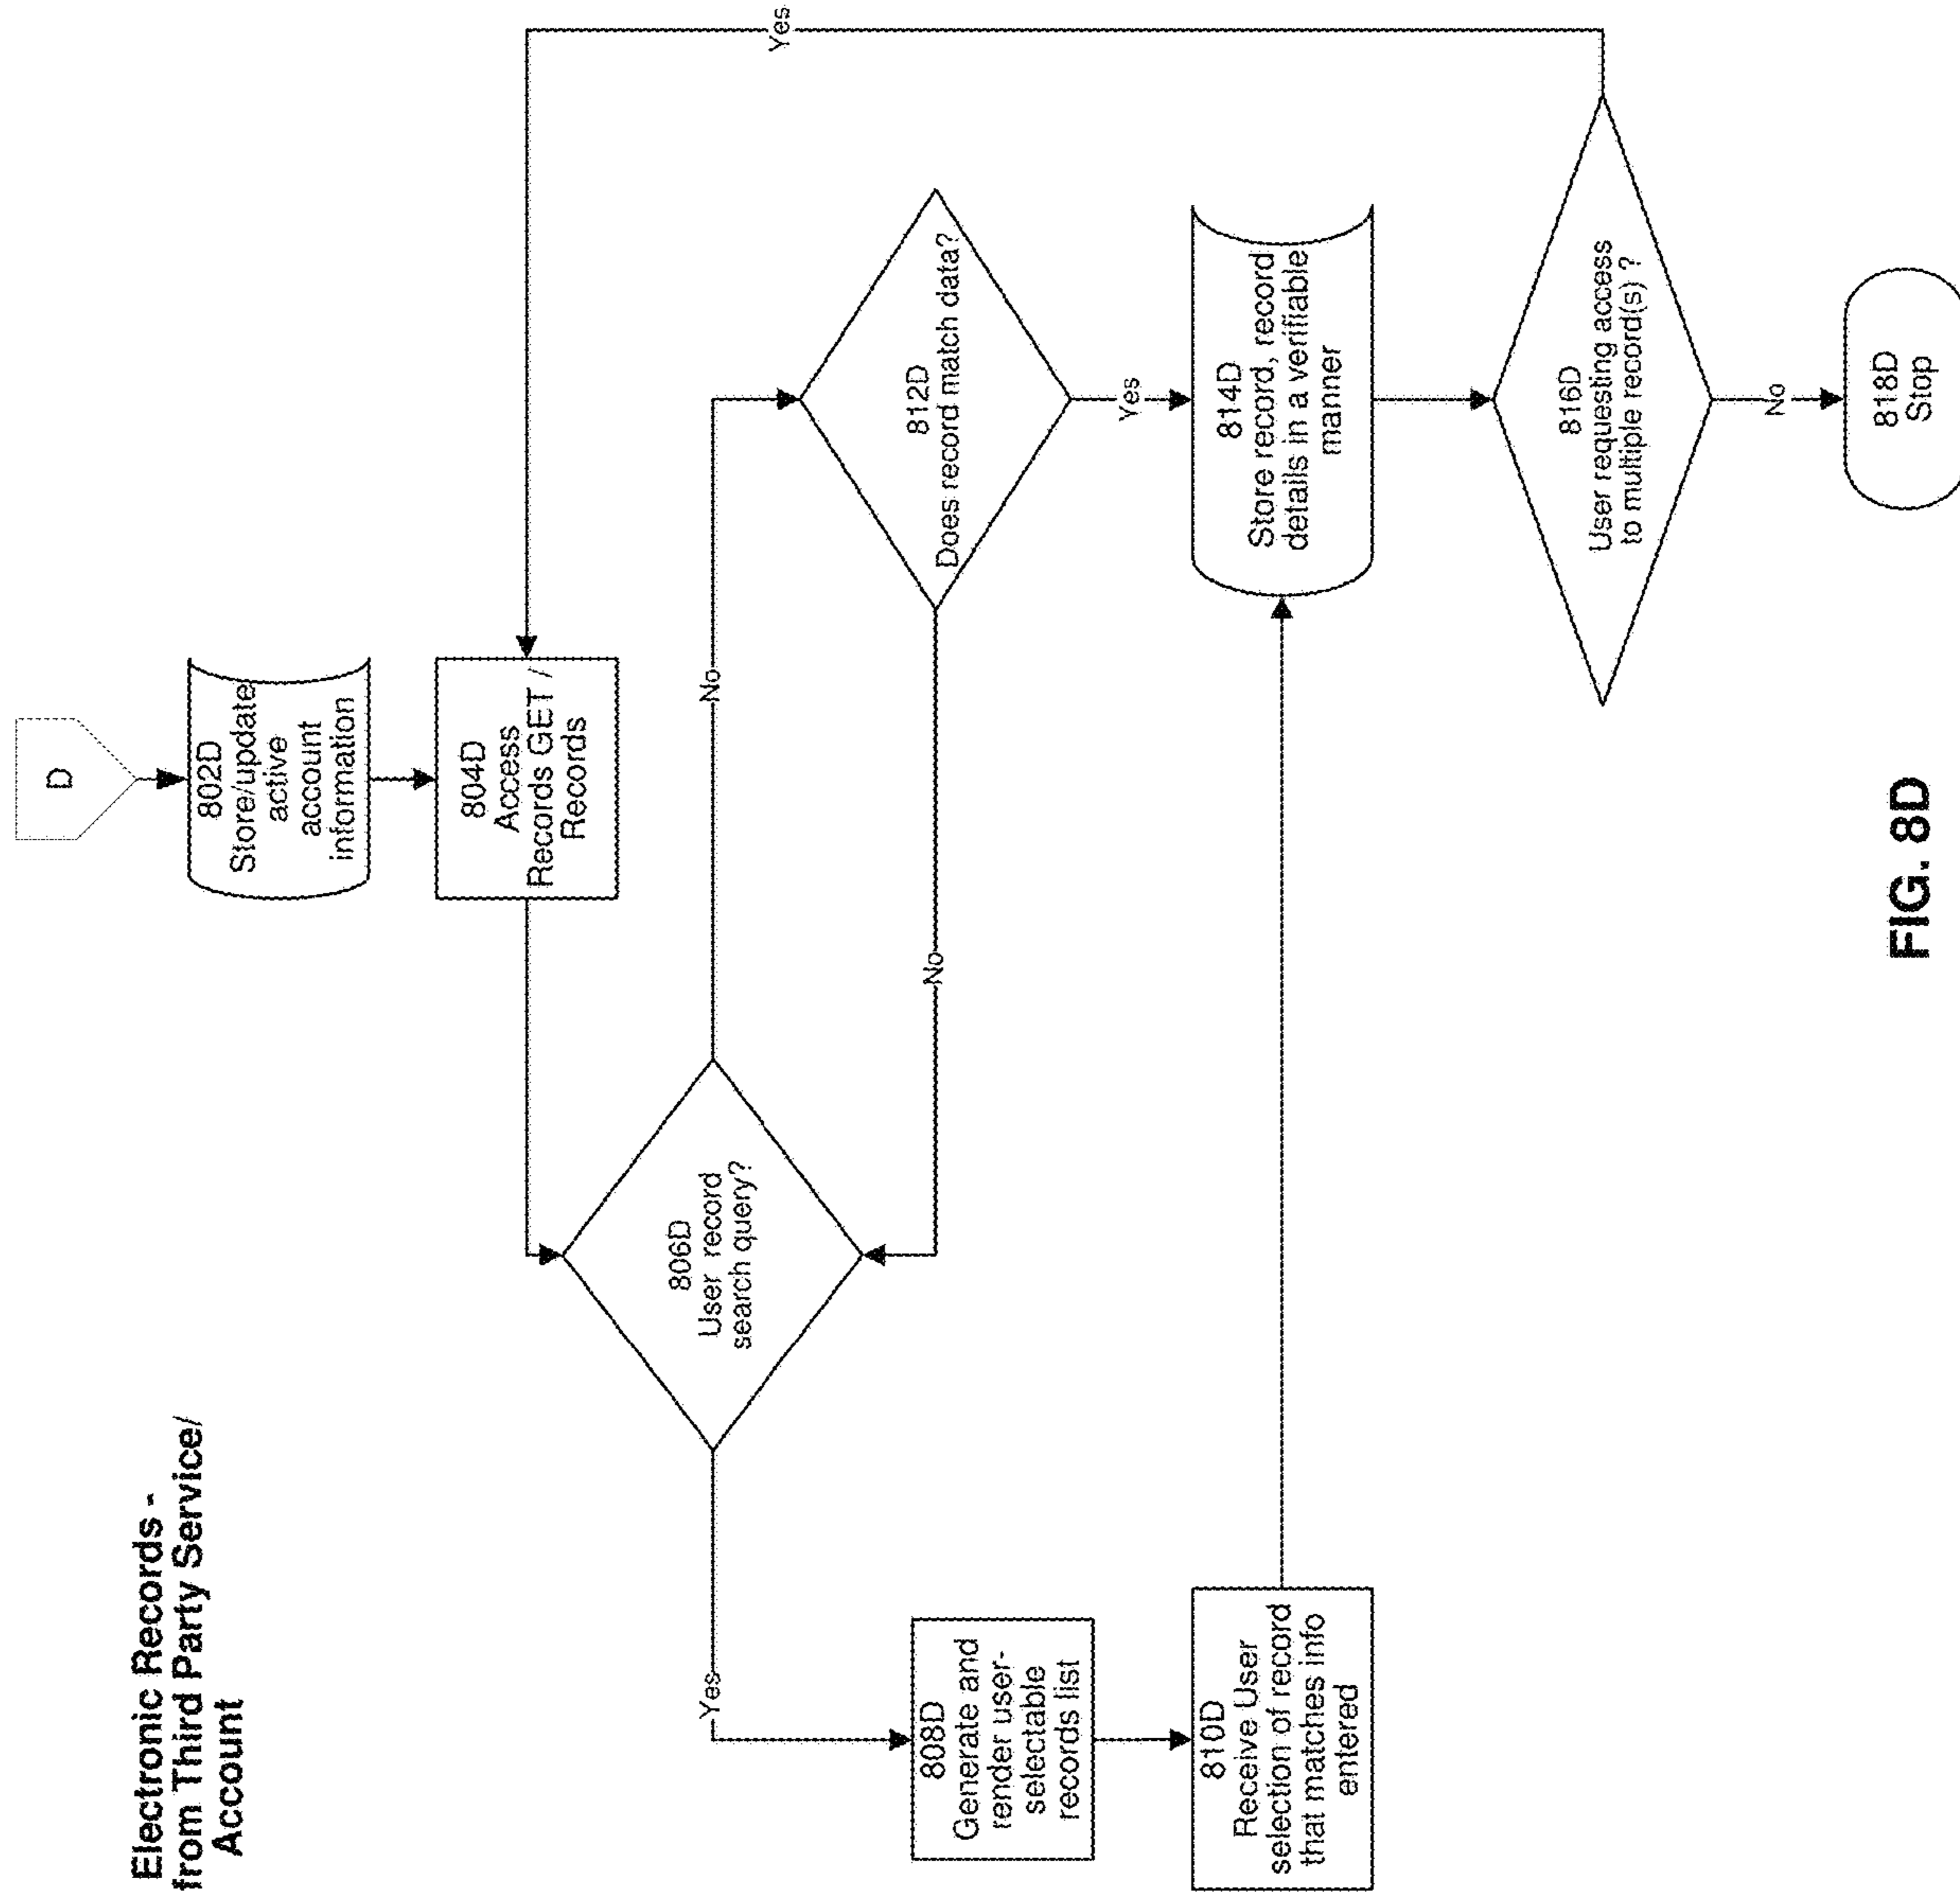 Electronic Records -
from Third Party Service/
Account
D
802D
Store/update
active
account
information
804D
Access
Records GET /
Records
806D
User record
search query?
Yes
No
808D
Generate and
render user-
selectable
records list
810D
Receive User
selection of record
that matches info
entered
812D
Does record match data?
No
Yes
814D
Store record, record
details in a verifiable
manner
816D
User requesting access
to multiple record(s) ?
Yes
No
818D
Stop
FIG. 8D